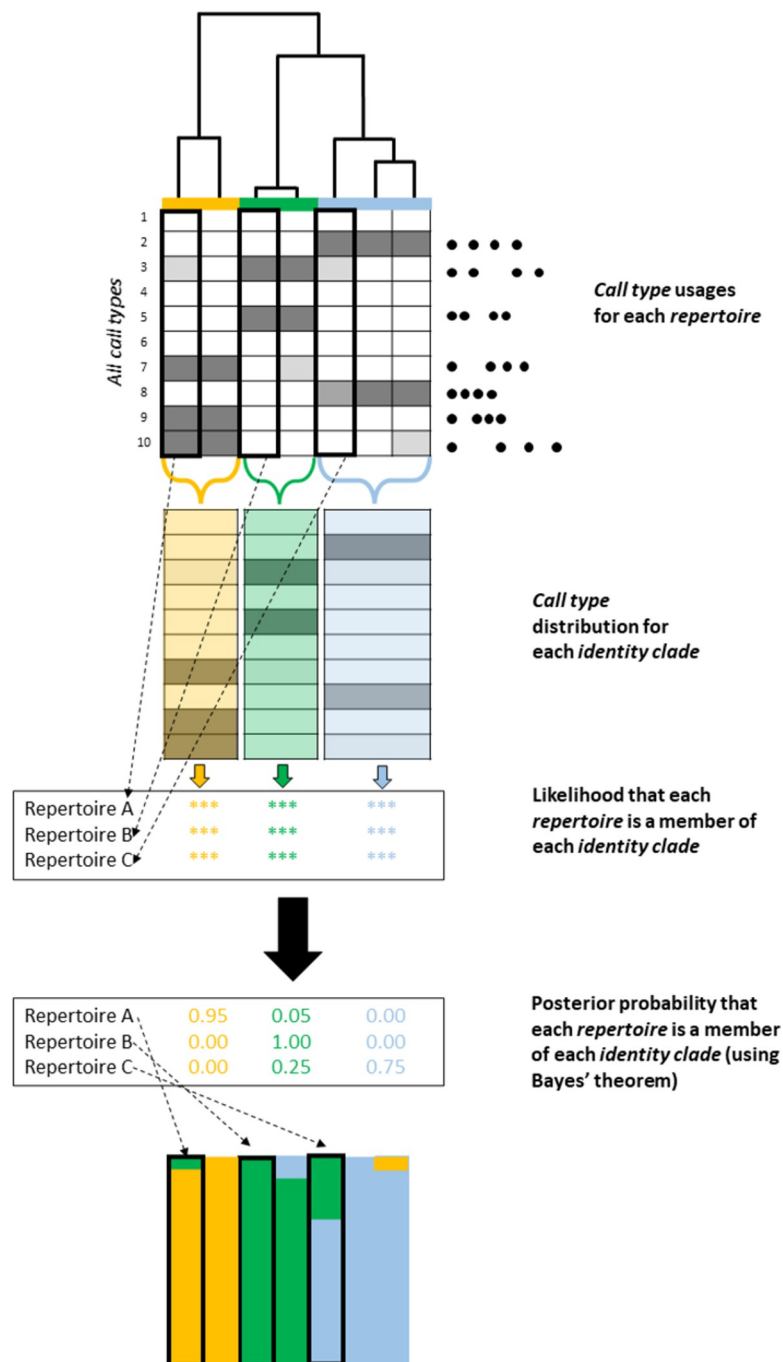 1
2
3
4
5
6
7
8
9
10
All call types
Call type usages
for each repertoire
Call type
distribution for
each identity clade
Repertoire A *** *** ***
Repertoire B *** *** ***
Repertoire C *** *** ***
Likelihood that each
repertoire is a member of
each identity clade
Repertoire A 0.95 0.05 0.00
Repertoire B 0.00 1.00 0.00
Repertoire C 0.00 0.25 0.75
Posterior probability that
each repertoire is a member
of each identity clade (using
Bayes’ theorem)